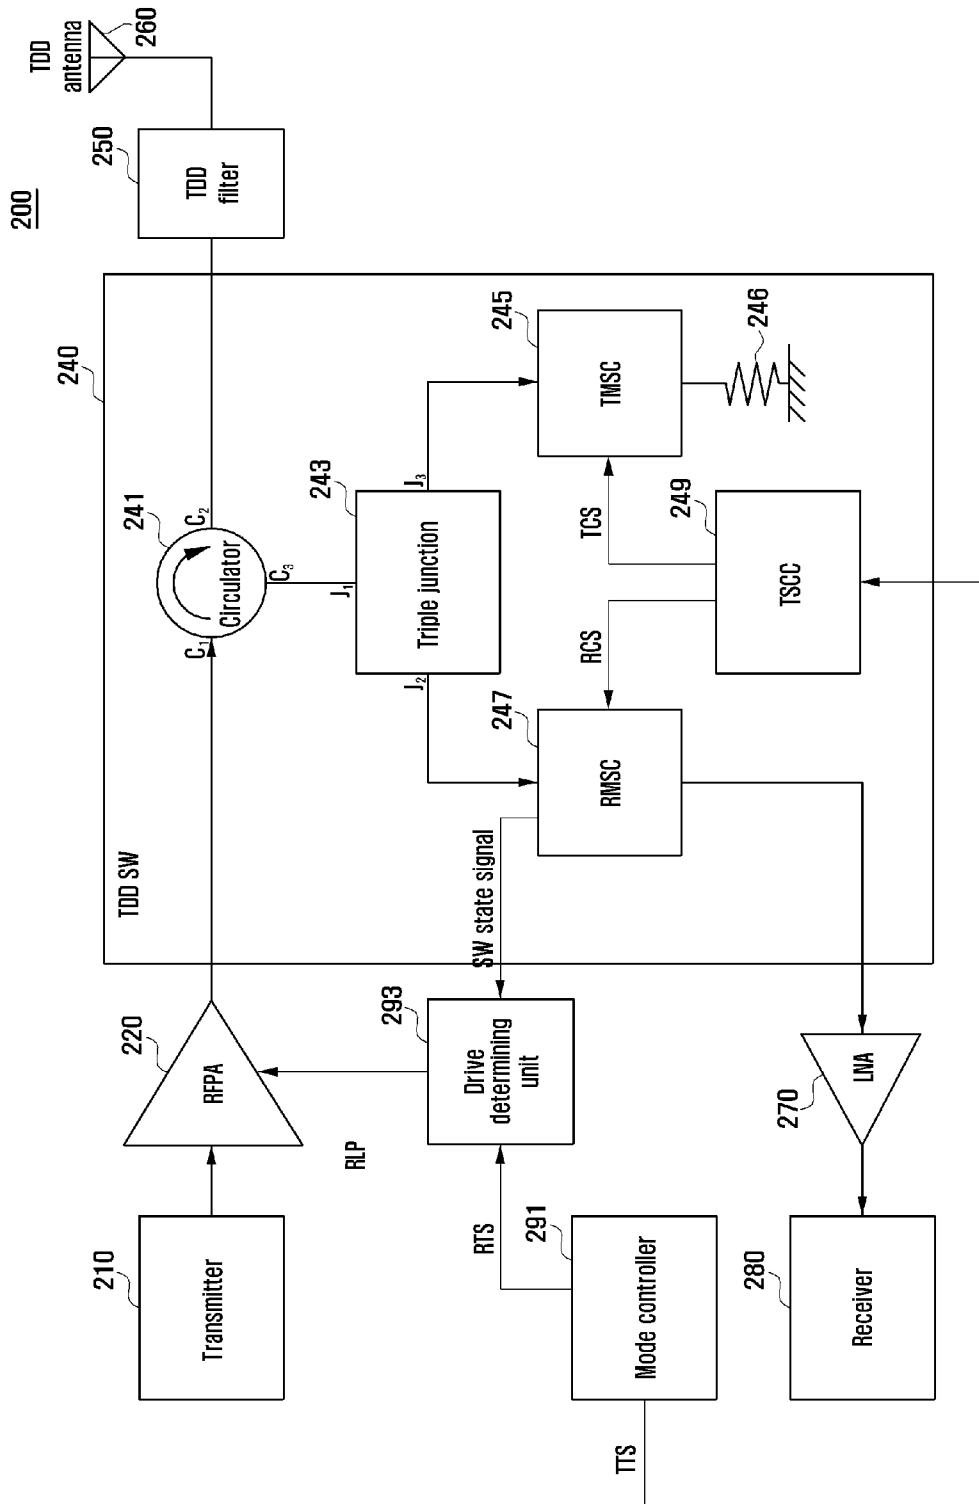 200
TDD
antenna
260
250
TDD
filter
240
TDD SW
241
C1
C2
C3
Circulator
243
J1
J2
J3
Triple junction
245
TMSC
246
TCS
249
TSCC
RCS
247
RMSC
SW state signal
220
RFPA
293
Drive
determining
unit
RLP
210
Transmitter
RTS
291
Mode controller
TTS
270
LNA
280
Receiver